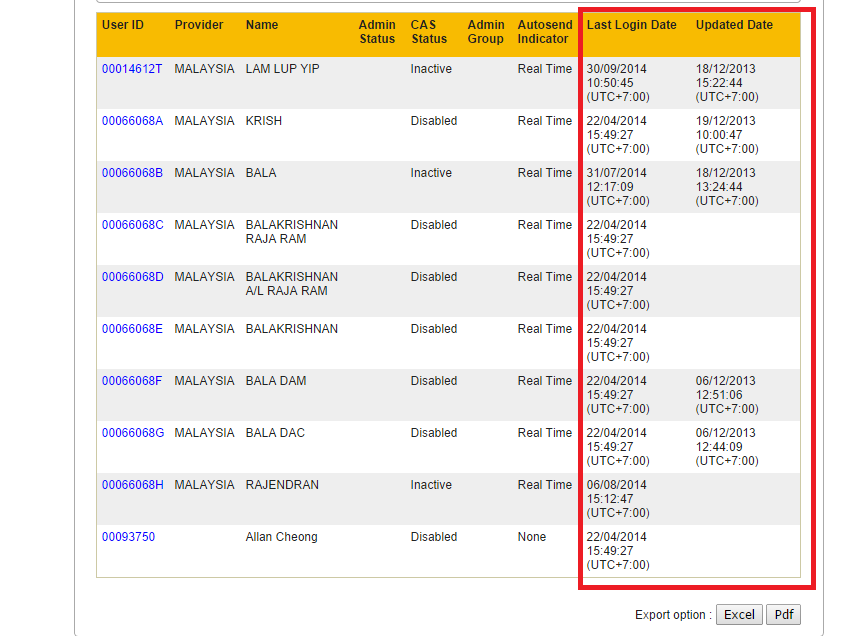 User ID Provider Name Admin Status CAS Status Admin Group Autosend Indicator Last Login Date Updated Date
00014612T MALAYSIA LAM LUP YIP Inactive Real Time 30/09/2014 10:50:45 (UTC+7:00) 18/12/2013 15:22:44 (UTC+7:00)
00066068A MALAYSIA KRISH Disabled Real Time 22/04/2014 15:49:27 (UTC+7:00) 19/12/2013 10:00:47 (UTC+7:00)
00066068B MALAYSIA BALA Inactive Real Time 31/07/2014 12:17:09 (UTC+7:00) 18/12/2013 13:24:44 (UTC+7:00)
00066068C MALAYSIA BALAKRISHNAN RAJA RAM Disabled Real Time 22/04/2014 15:49:27 (UTC+7:00)
00066068D MALAYSIA BALAKRISHNAN A/L RAJA RAM Disabled Real Time 22/04/2014 15:49:27 (UTC+7:00)
00066068E MALAYSIA BALAKRISHNAN Disabled Real Time 22/04/2014 15:49:27 (UTC+7:00)
00066068F MALAYSIA BALA DAM Disabled Real Time 22/04/2014 15:49:27 (UTC+7:00) 06/12/2013 12:51:06 (UTC+7:00)
00066068G MALAYSIA BALA DAC Disabled Real Time 22/04/2014 15:49:27 (UTC+7:00) 06/12/2013 12:44:09 (UTC+7:00)
00066068H MALAYSIA RAJENDRAN Inactive Real Time 06/08/2014 15:12:47 (UTC+7:00)
00093750 Allan Cheong Disabled None 22/04/2014 15:49:27 (UTC+7:00)
Export option : Excel Pdf